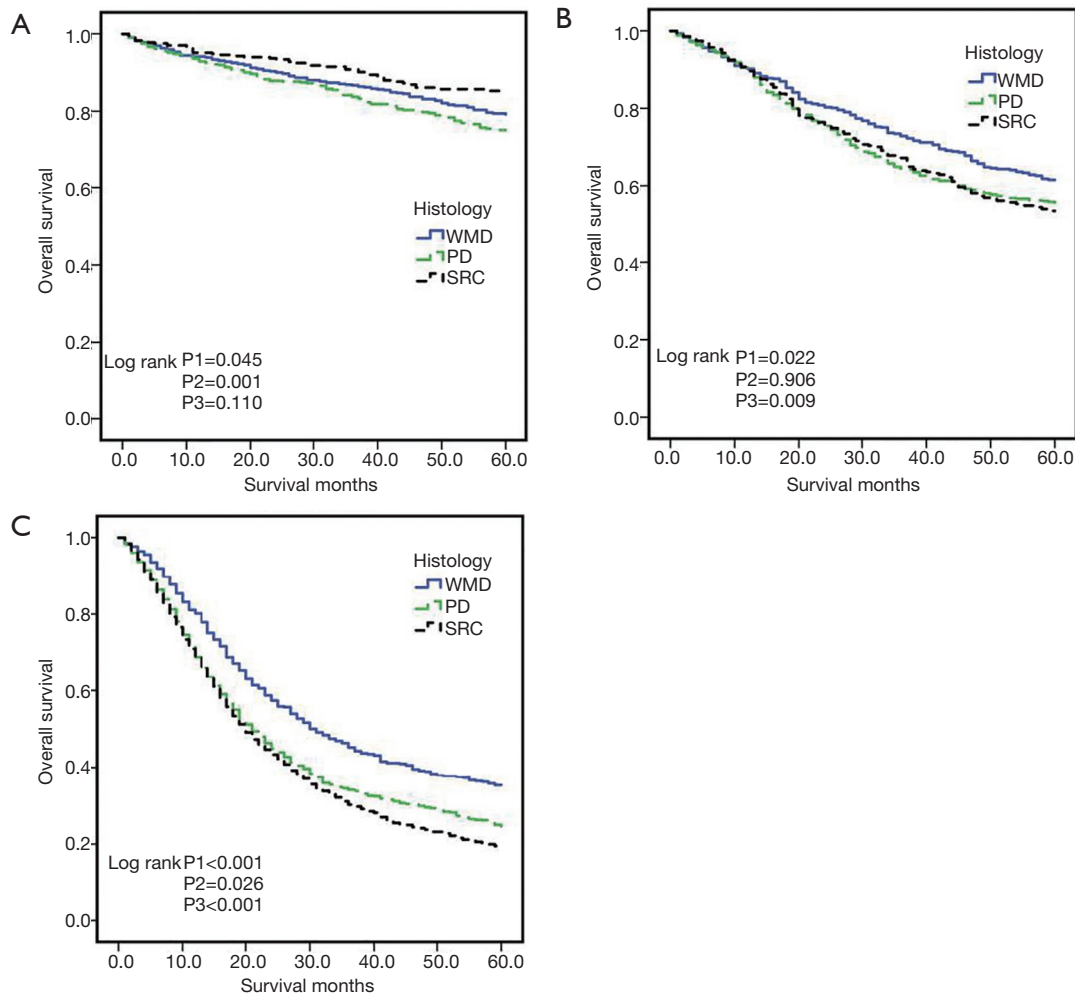 A
1.0
0.8
0.6
0.4
0.2
0.0
Overall survival
Histology
WMD
PD
SRC
Log rank P1=0.045
P2=0.001
P3=0.110
0.0 10.0 20.0 30.0 40.0 50.0 60.0
Survival months
B
1.0
0.8
0.6
0.4
0.2
0.0
Overall survival
Histology
WMD
PD
SRC
Log rank P1=0.022
P2=0.906
P3=0.009
0.0 10.0 20.0 30.0 40.0 50.0 60.0
Survival months
C
1.0
0.8
0.6
0.4
0.2
0.0
Overall survival
Histology
WMD
PD
SRC
Log rank P1<0.001
P2=0.026
P3<0.001
0.0 10.0 20.0 30.0 40.0 50.0 60.0
Survival months